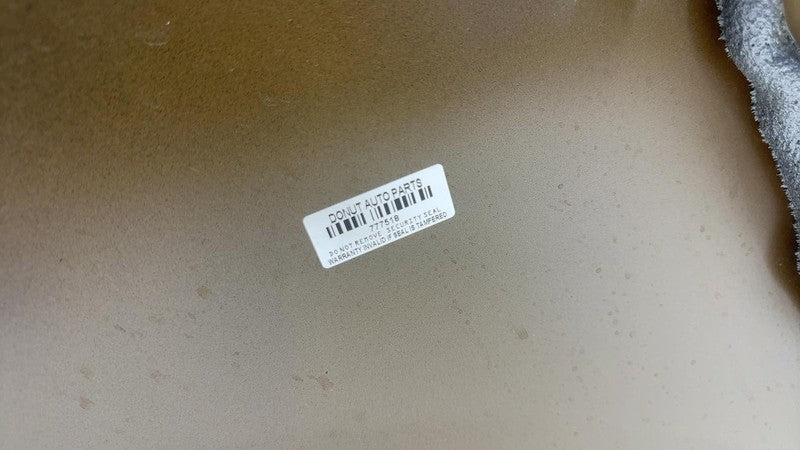 DONUT AUTO PARTS
777518
DO NOT REMOVE SECURITY SEAL
WARRANTY INVALID IF SEAL IS TAMPERED